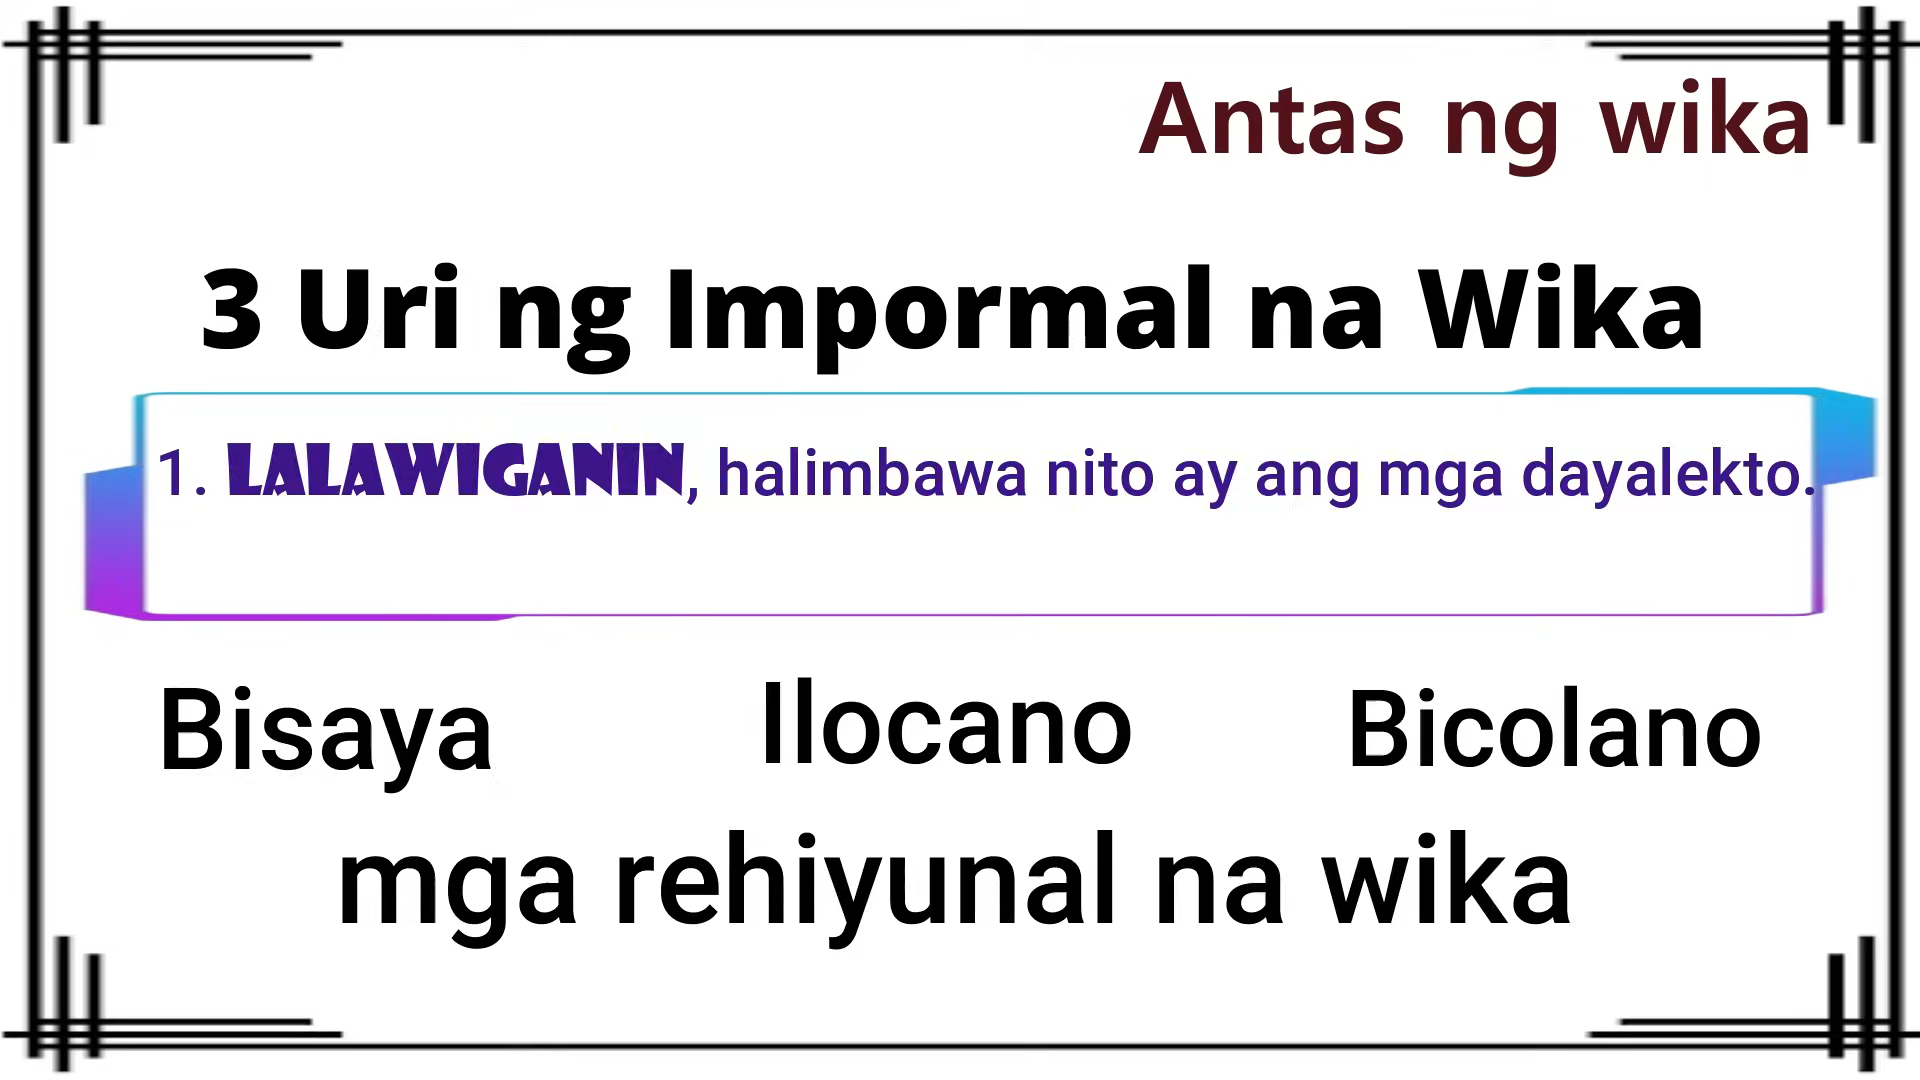 Antas ng wika
3 Uri ng Impormal na Wika
1. LALAWIGANIN, halimbawa nito ay ang mga dayalekto.
Bisaya Ilocano Bicolano
mga rehiyunal na wika